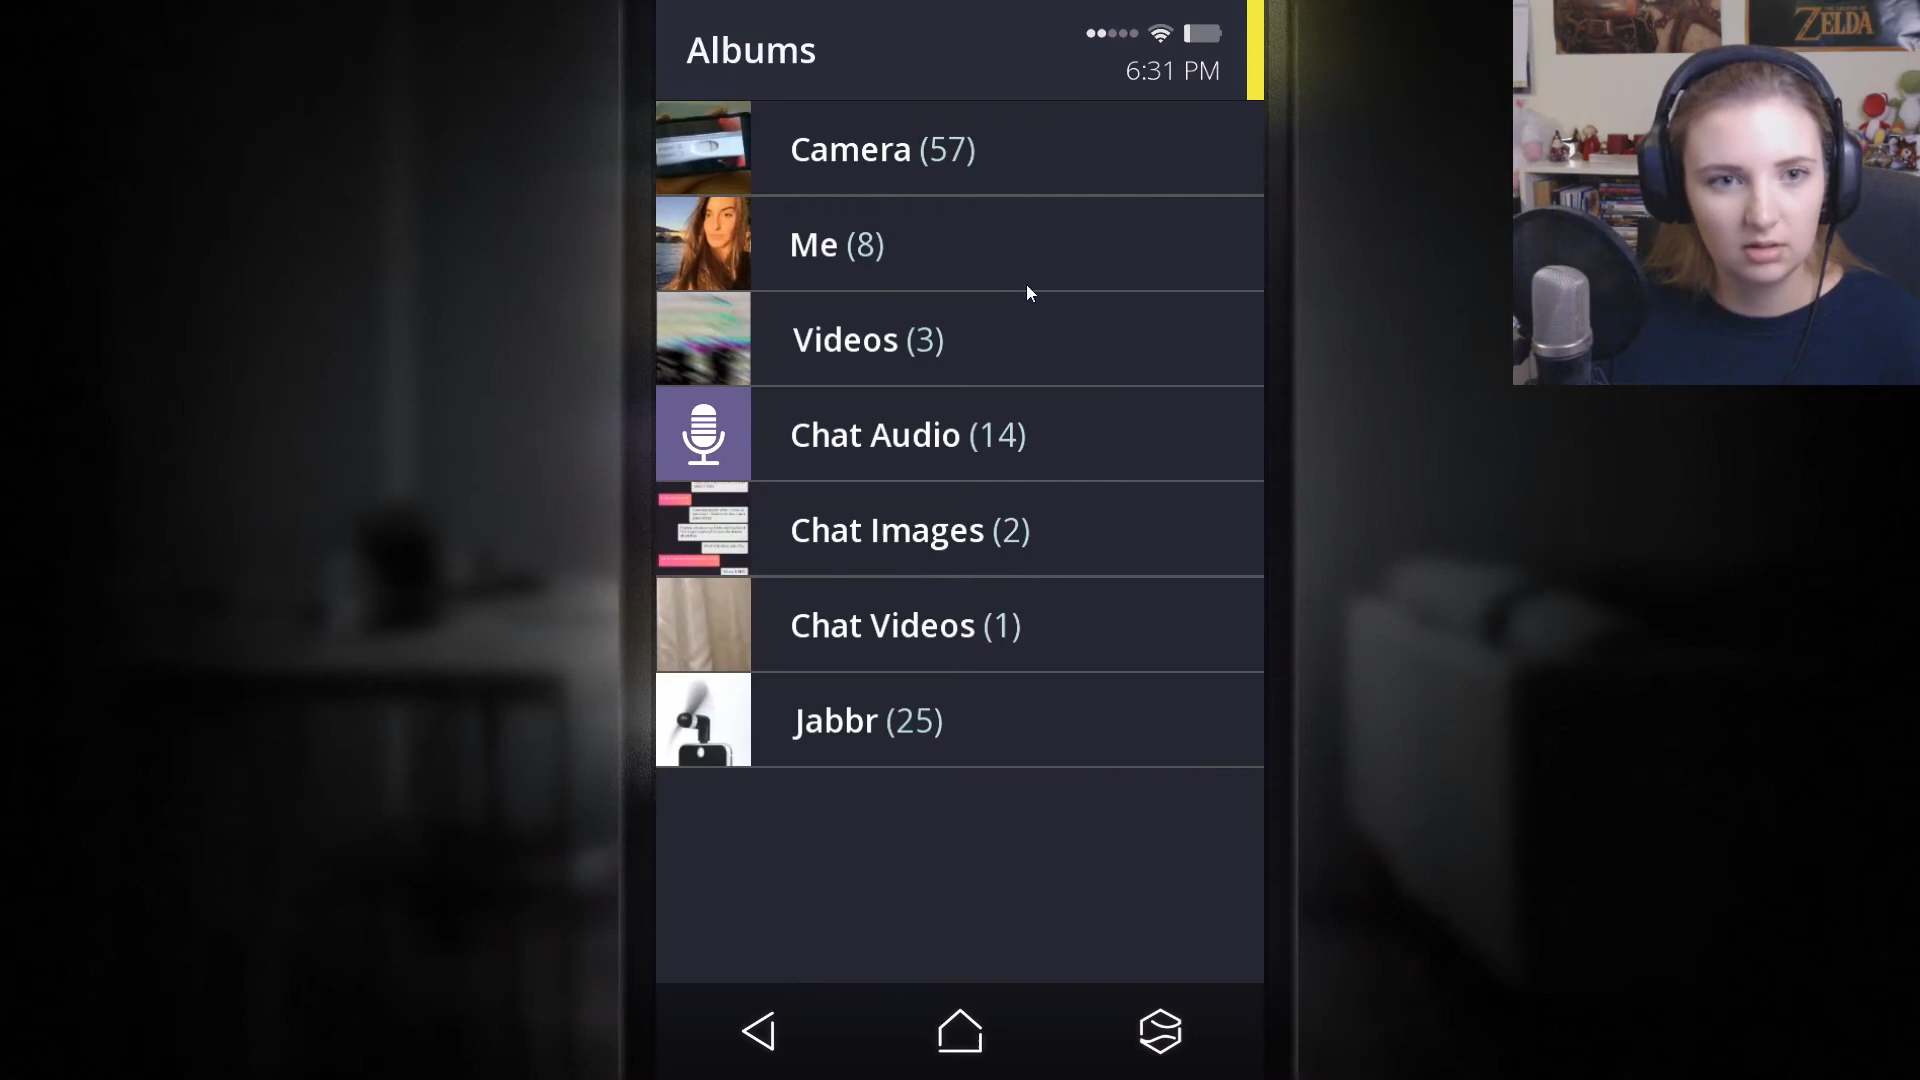 Albums
6:31 PM
Camera (57)
Me (8)
Videos (3)
Chat Audio (14)
Chat Images (2)
Chat Videos (1)
Jabbr (25)
ZELDA